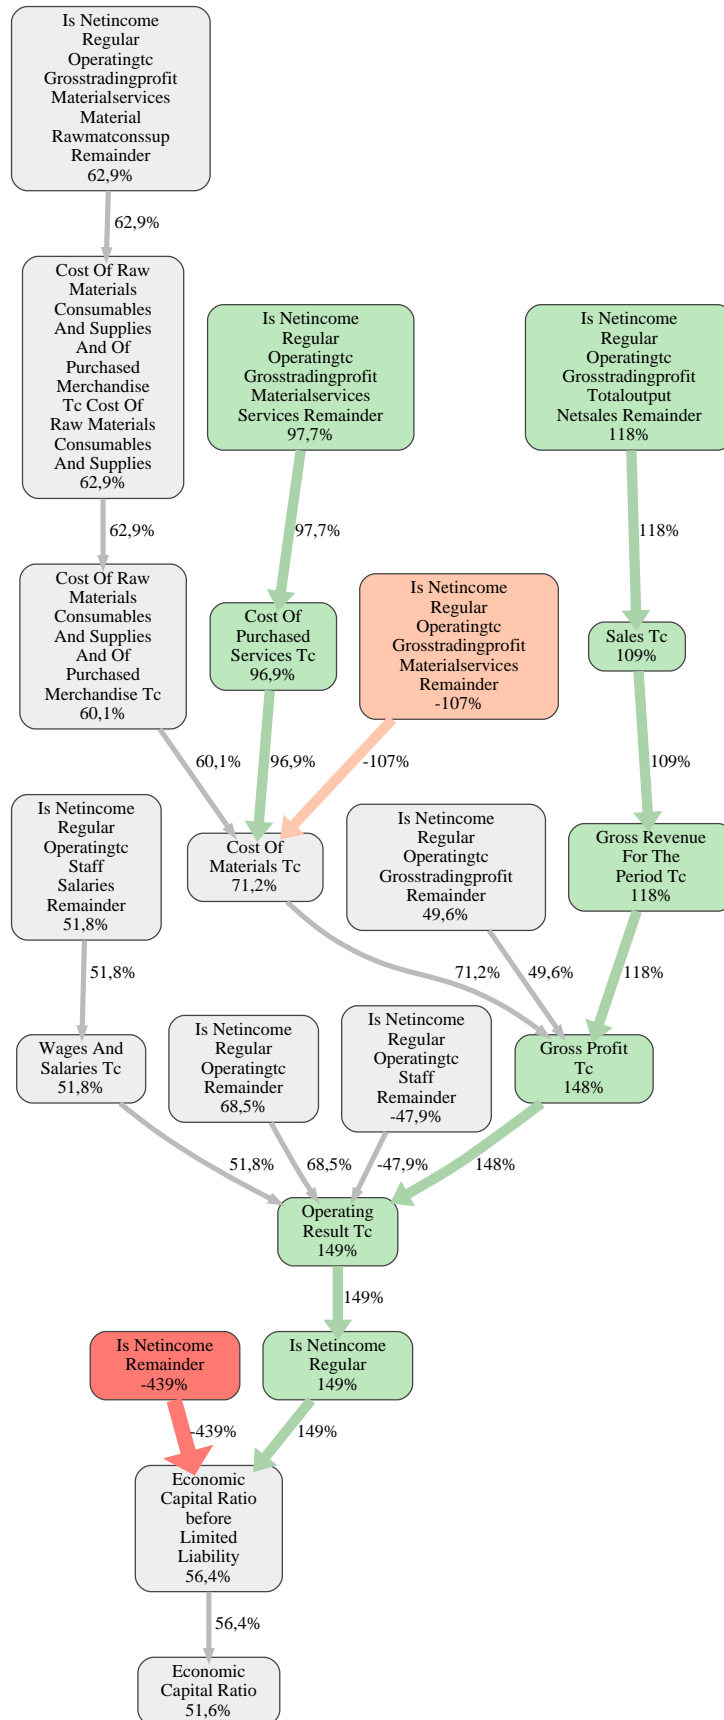 Is Netincome
Regular
Operatingtc
Grosstradingprofit
Materialservices
Material
Rawmatconssup
Remainder
62,9%
62,9%
Cost Of Raw
Materials
Consumables
And Supplies
And Of
Purchased
Merchandise
Tc Cost Of
Raw Materials
Consumables
And Supplies
62,9%
Is Netincome
Regular
Operatingtc
Grosstradingprofit
Materialservices
Services Remainder
97,7%
Is Netincome
Regular
Operatingtc
Grosstradingprofit
Totaloutput
Netsales Remainder
118%
62,9%
97,7%
118%
Cost Of Raw
Materials
Consumables
And Supplies
And Of
Purchased
Merchandise Tc
60,1%
Cost Of
Purchased
Services Tc
96,9%
Is Netincome
Regular
Operatingtc
Grosstradingprofit
Materialservices
Remainder
-107%
Sales Tc
109%
60,1%
96,9%
-107%
109%
Is Netincome
Regular
Operatingtc
Staff
Salaries
Remainder
51,8%
Cost Of
Materials Tc
71,2%
Is Netincome
Regular
Operatingtc
Grosstradingprofit
Remainder
49,6%
Gross Revenue
For The
Period Tc
118%
51,8%
71,2%
49,6%
118%
Wages And
Salaries Tc
51,8%
Is Netincome
Regular
Operatingtc
Remainder
68,5%
Is Netincome
Regular
Operatingtc
Staff
Remainder
-47,9%
Gross Profit
Tc
148%
51,8%
68,5%
-47,9%
148%
Operating
Result Tc
149%
149%
Is Netincome
Remainder
-439%
Is Netincome
Regular
149%
-439%
149%
Economic
Capital Ratio
before
Limited
Liability
56,4%
56,4%
Economic
Capital Ratio
51,6%